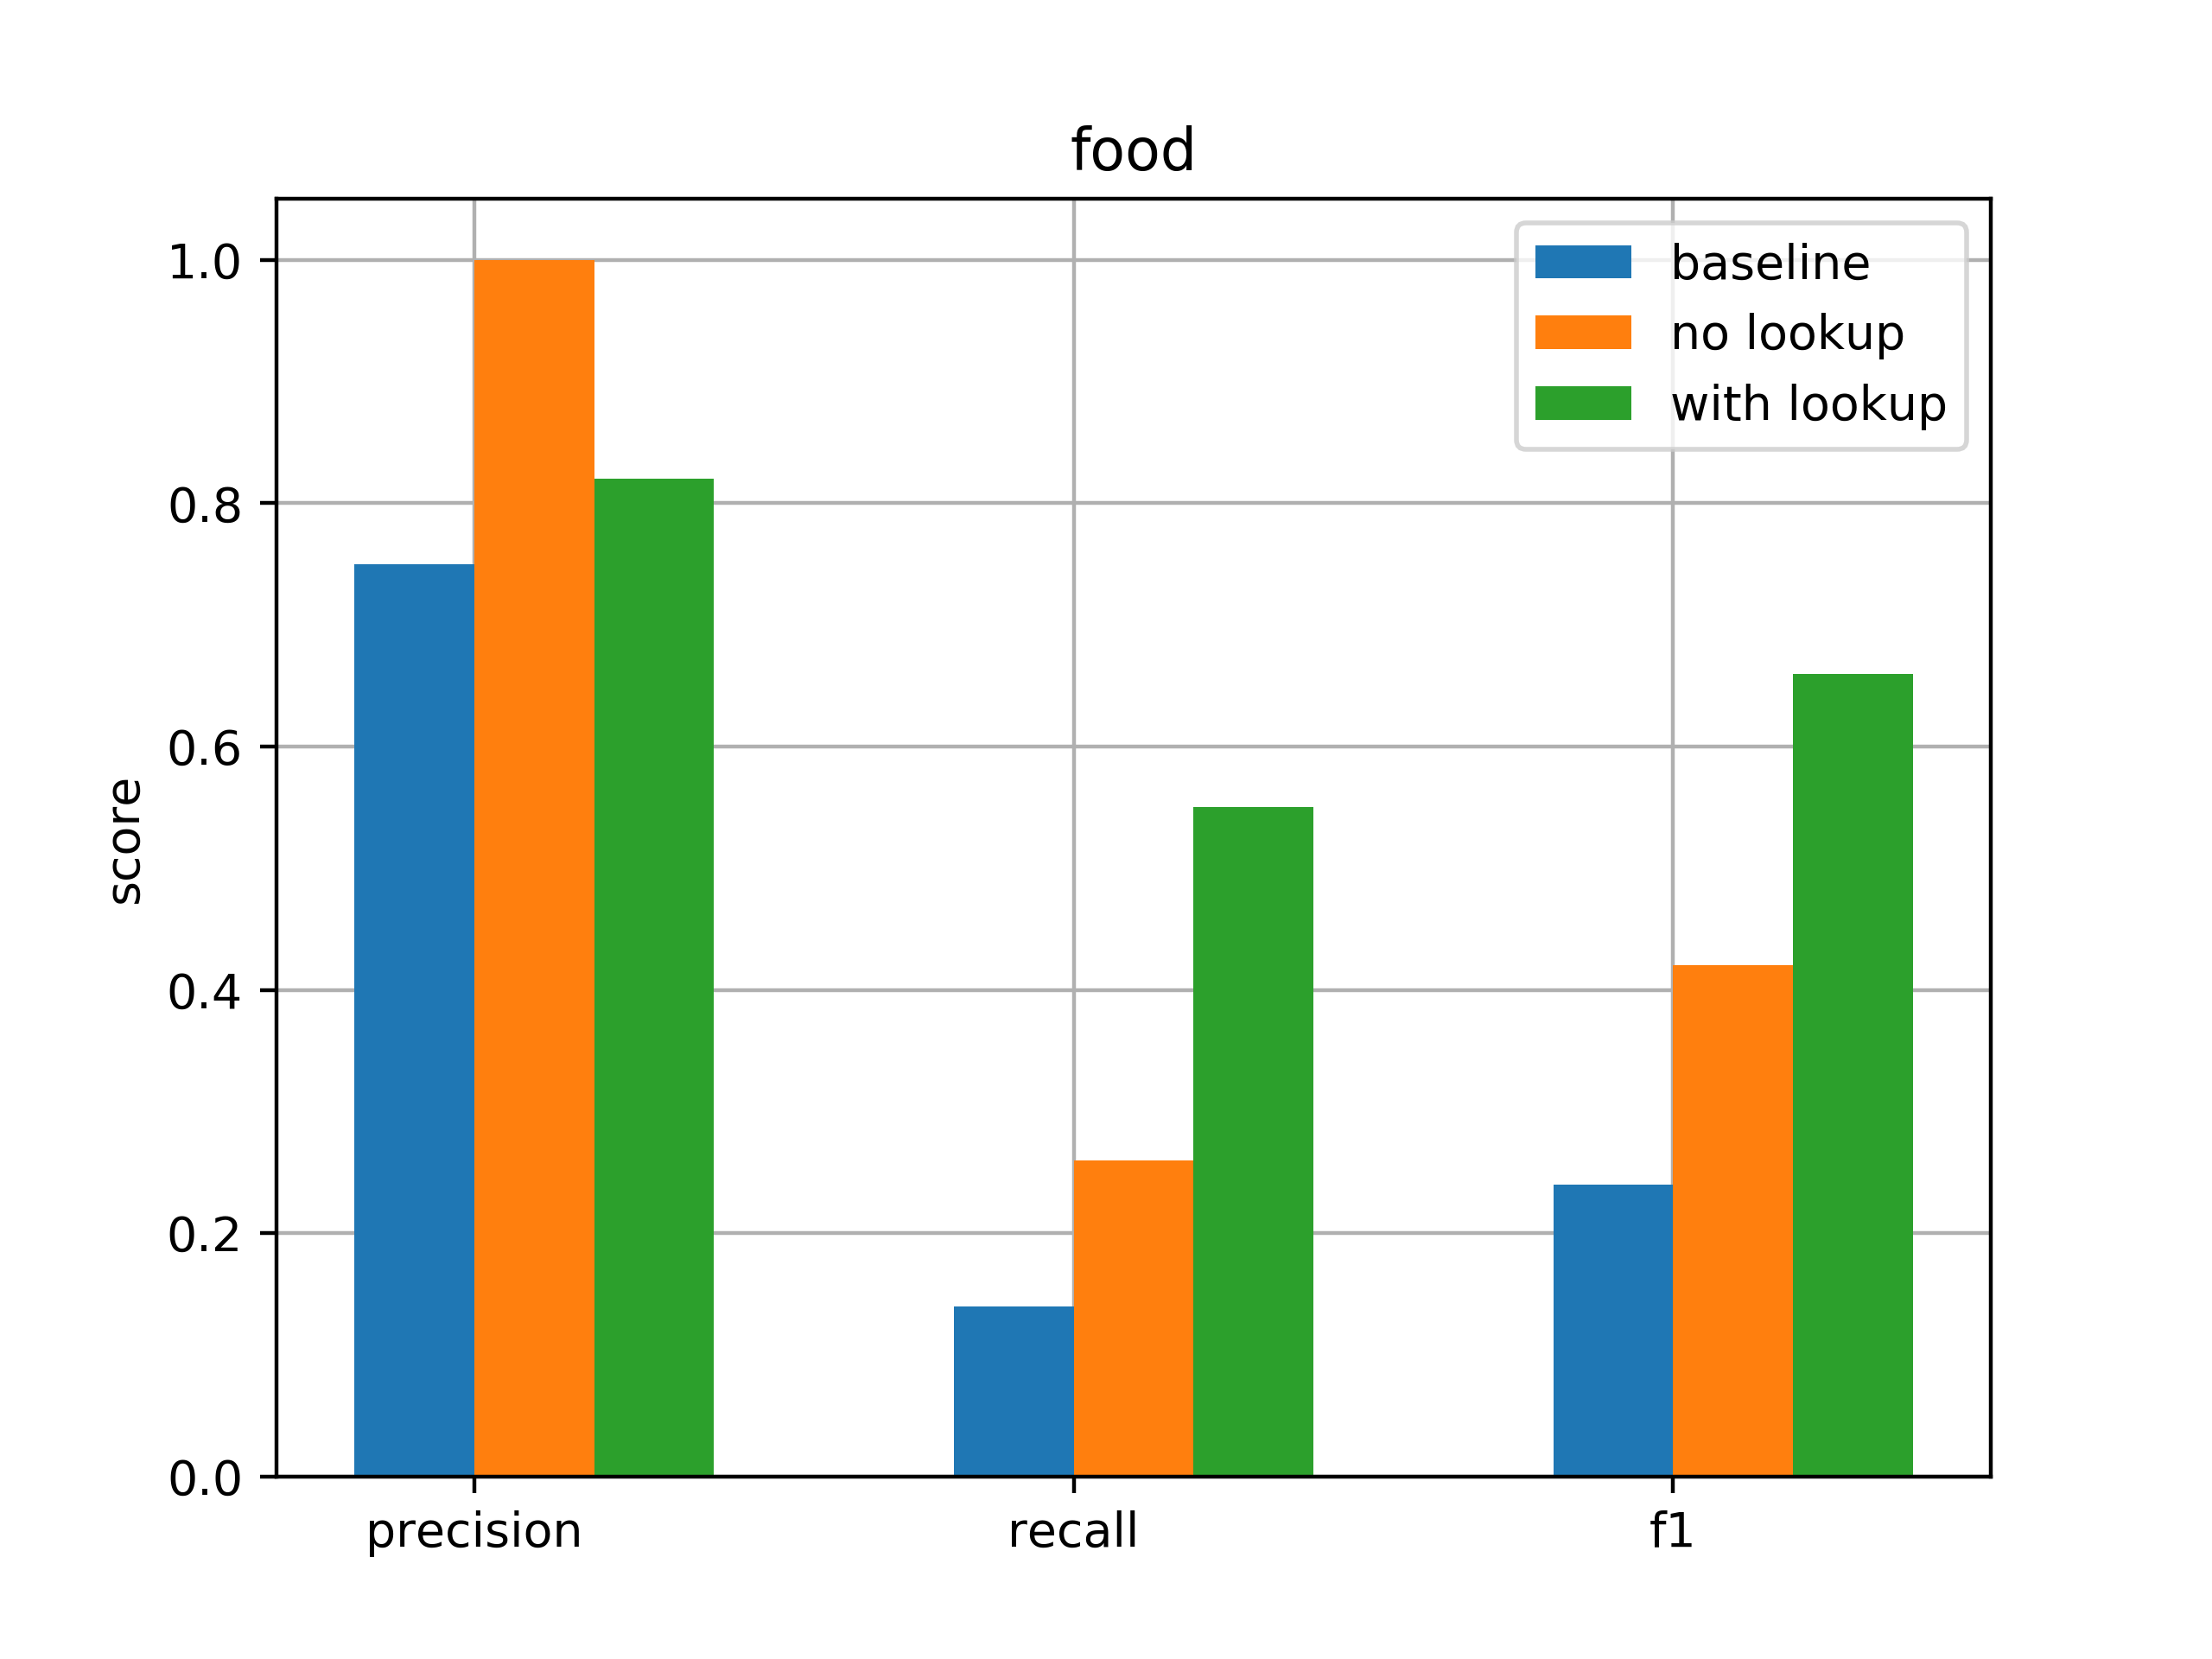 food
1.0
0.8
0.6
0.4
0.2
0.0
score
baseline
no lookup
with lookup
precision
recall
f1